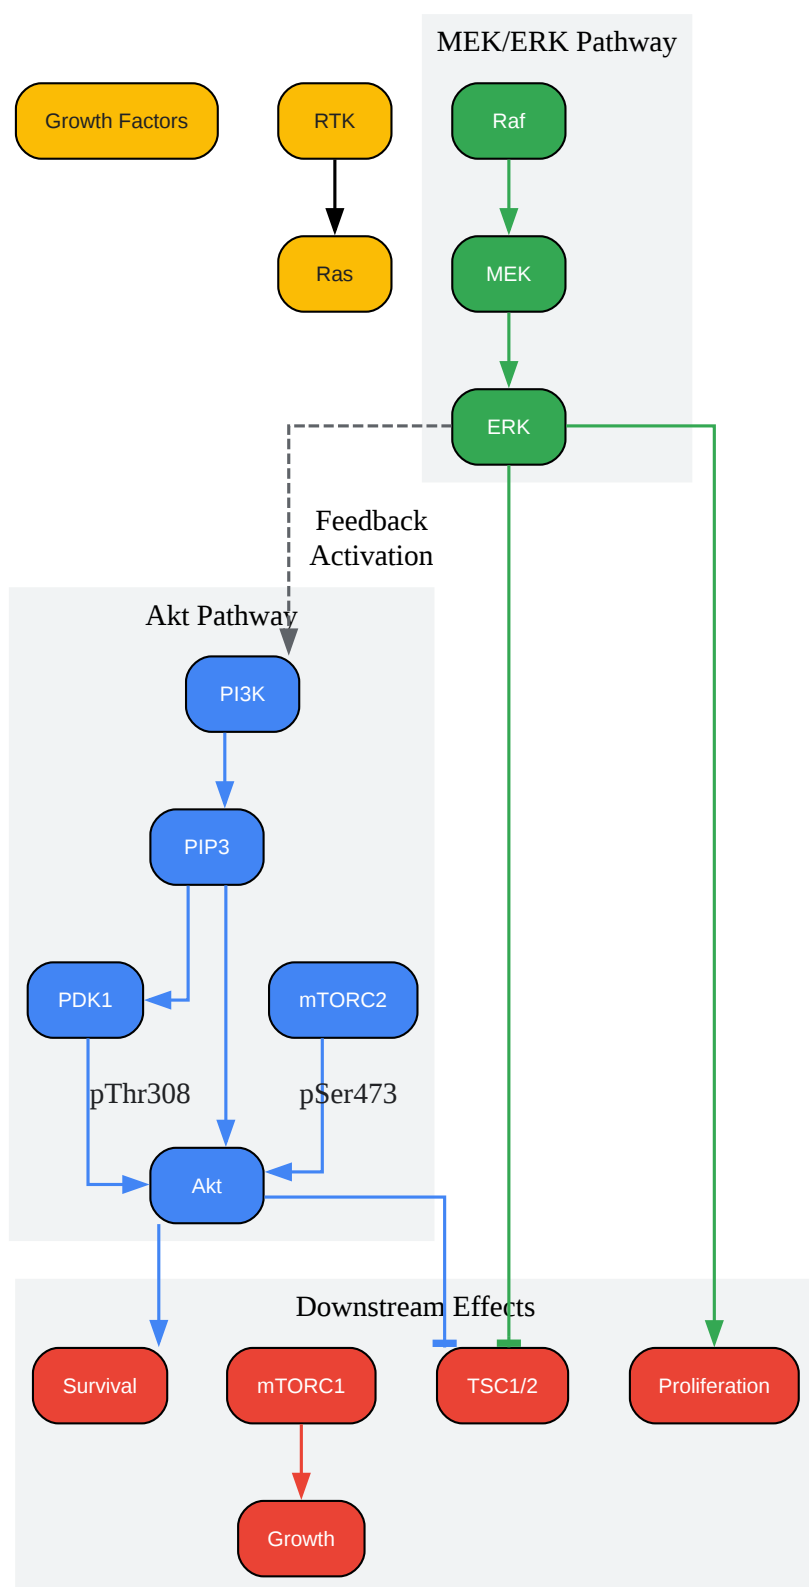 MEK/ERK Pathway
Growth Factors
RTK
Raf
Ras
MEK
ERK
Feedback
Activation
Akt Pathway
PI3K
PIP3
PDK1
mTORC2
pThr308
pSer473
Akt
Downstream Effects
Survival
mTORC1
TSC1/2
Proliferation
Growth